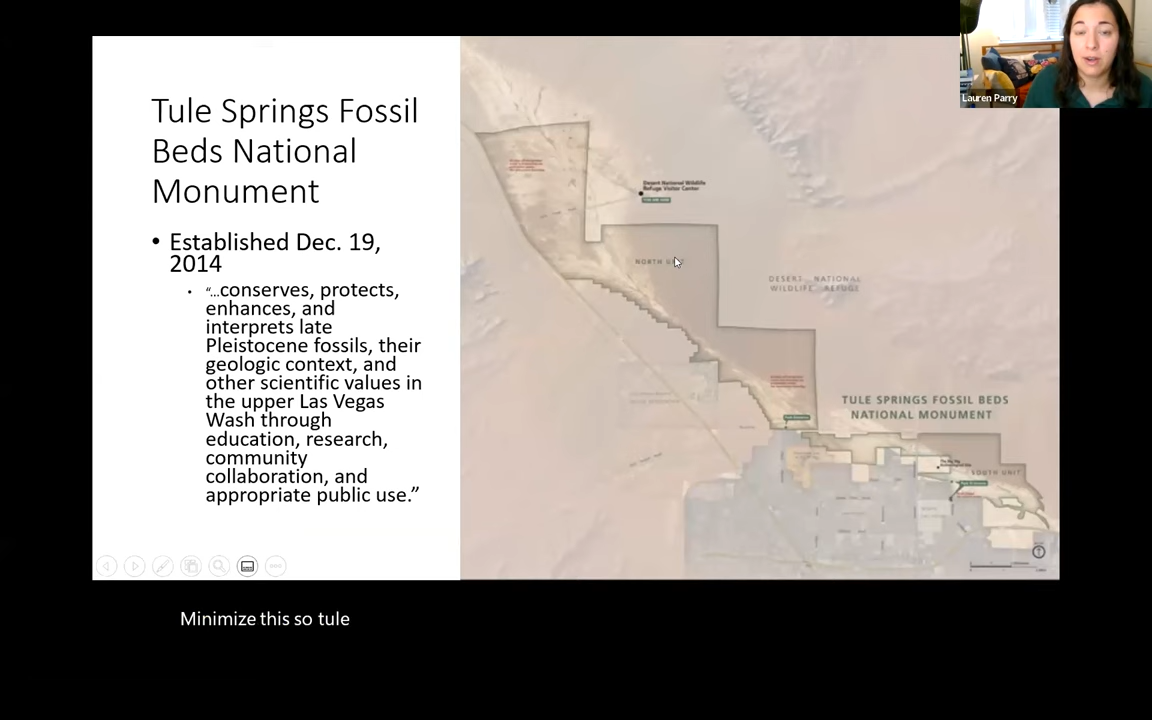 Lauren Parry
Tule Springs Fossil
Beds National
Monument
• Established Dec. 19,
2014
• “...conserves, protects,
enhances, and
interprets late
Pleistocene fossils, their
geologic context, and
other scientific values in
the upper Las Vegas
Wash through
education, research,
community
collaboration, and
appropriate public use.”
Desert National Wildlife
Refuge Visitor Center
NORTH
DESERT NATIONAL
WILDLIFE REFUGE
TULE SPRINGS FOSSIL BEDS
NATIONAL MONUMENT
SOUTH UNIT
Minimize this so tule